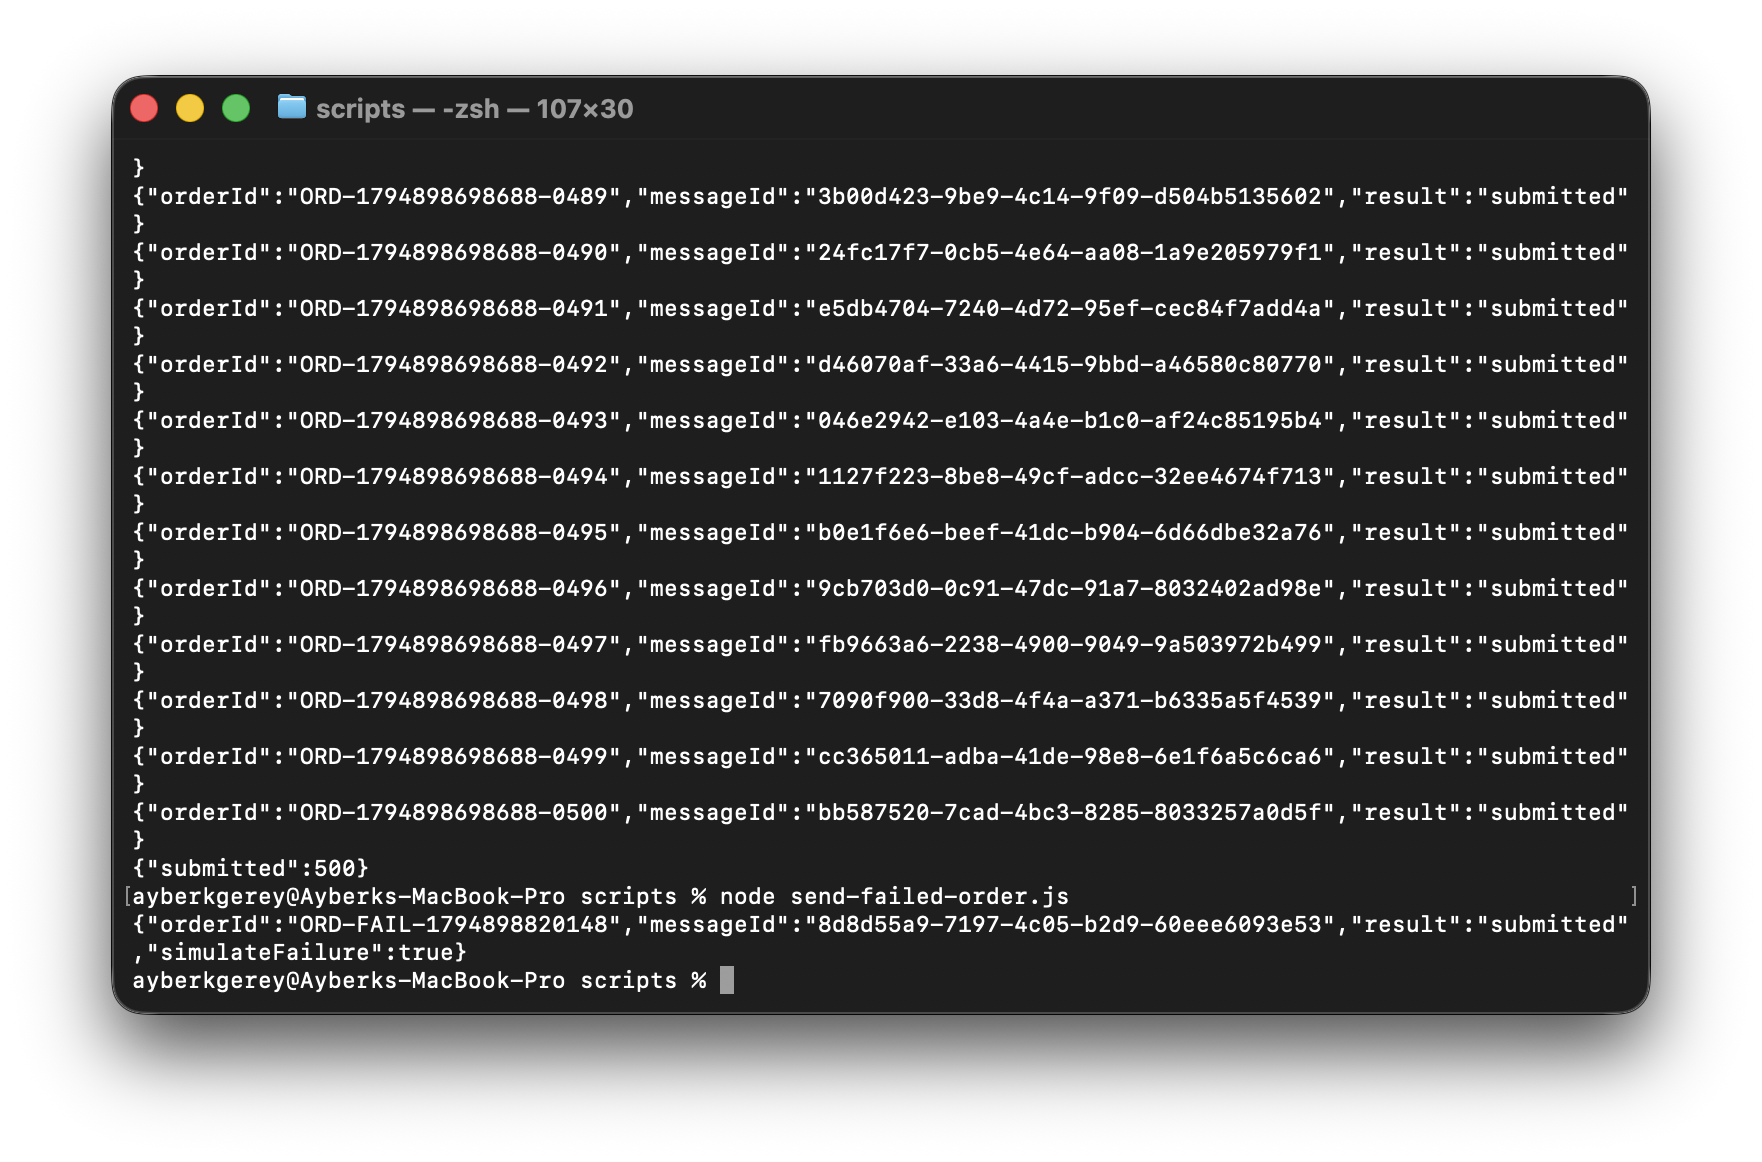 scripts — -zsh — 107×30
}
{"orderId":"ORD-1794898698688-0489","messageId":"3b00d423-9be9-4c14-9f09-d504b5135602","result":"submitted"
}
{"orderId":"ORD-1794898698688-0490","messageId":"24fc17f7-0cb5-4e64-aa08-1a9e205979f1","result":"submitted"
}
{"orderId":"ORD-1794898698688-0491","messageId":"e5db4704-7240-4d72-95ef-cec84f7add4a","result":"submitted"
}
{"orderId":"ORD-1794898698688-0492","messageId":"d46070af-33a6-4415-9bbd-a46580c80770","result":"submitted"
}
{"orderId":"ORD-1794898698688-0493","messageId":"046e2942-e103-4a4e-b1c0-af24c85195b4","result":"submitted"
}
{"orderId":"ORD-1794898698688-0494","messageId":"1127f223-8be8-49cf-adcc-32ee4674f713","result":"submitted"
}
{"orderId":"ORD-1794898698688-0495","messageId":"b0e1f6e6-beef-41dc-b904-6d66dbe32a76","result":"submitted"
}
{"orderId":"ORD-1794898698688-0496","messageId":"9cb703d0-0c91-47dc-91a7-8032402ad98e","result":"submitted"
}
{"orderId":"ORD-1794898698688-0497","messageId":"fb9663a6-2238-4900-9049-9a503972b499","result":"submitted"
}
{"orderId":"ORD-1794898698688-0498","messageId":"7090f900-33d8-4f4a-a371-b6335a5f4539","result":"submitted"
}
{"orderId":"ORD-1794898698688-0499","messageId":"cc365011-adba-41de-98e8-6e1f6a5c6ca6","result":"submitted"
}
{"orderId":"ORD-1794898698688-0500","messageId":"bb587520-7cad-4bc3-8285-8033257a0d5f","result":"submitted"
}
{"submitted":500}
[ayberkgerey@Ayberks-MacBook-Pro scripts % node send-failed-order.js ]
{"orderId":"ORD-FAIL-1794898820148","messageId":"8d8d55a9-7197-4c05-b2d9-60eee6093e53","result":"submitted"
,"simulateFailure":true}
ayberkgerey@Ayberks-MacBook-Pro scripts %